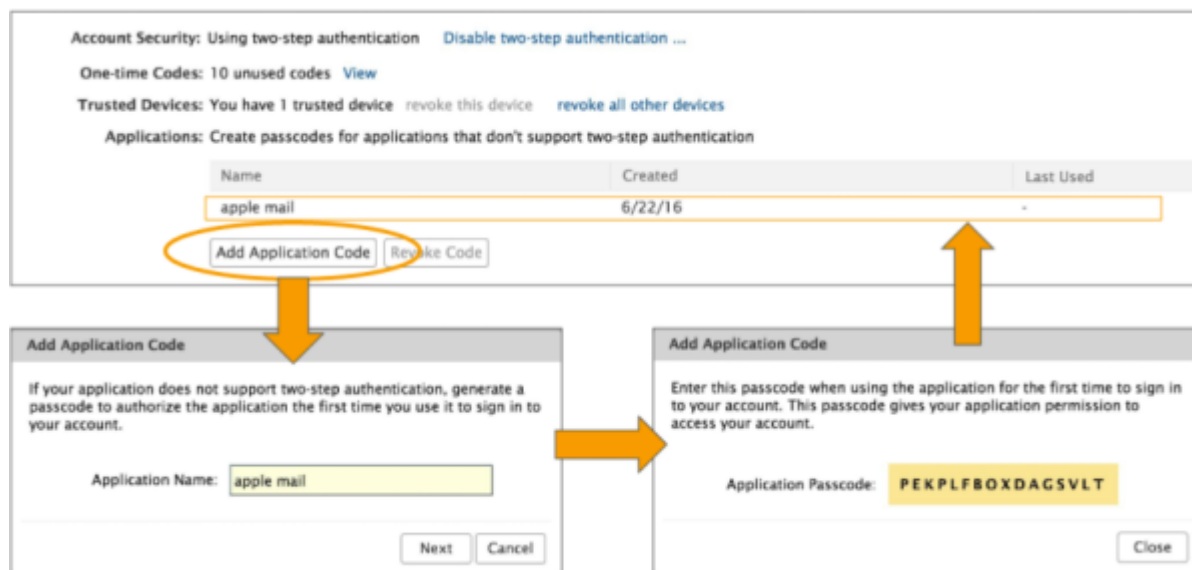 Account Security: Using two-step authentication Disable two-step authentication ...
One-time Codes: 10 unused codes View
Trusted Devices: You have 1 trusted device revoke this device revoke all other devices
Applications: Create passcodes for applications that don't support two-step authentication
Name Created Last Used
apple mail 6/22/16 -
Add Application Code Revoke Code
Add Application Code
If your application does not support two-step authentication, generate a
passcode to authorize the application the first time you use it to sign in to
your account.
Application Name: apple mail
Next Cancel
Add Application Code
Enter this passcode when using the application for the first time to sign in
to your account. This passcode gives your application permission to
access your account.
Application Passcode: PEKPLFBOXDAGSVLT
Close